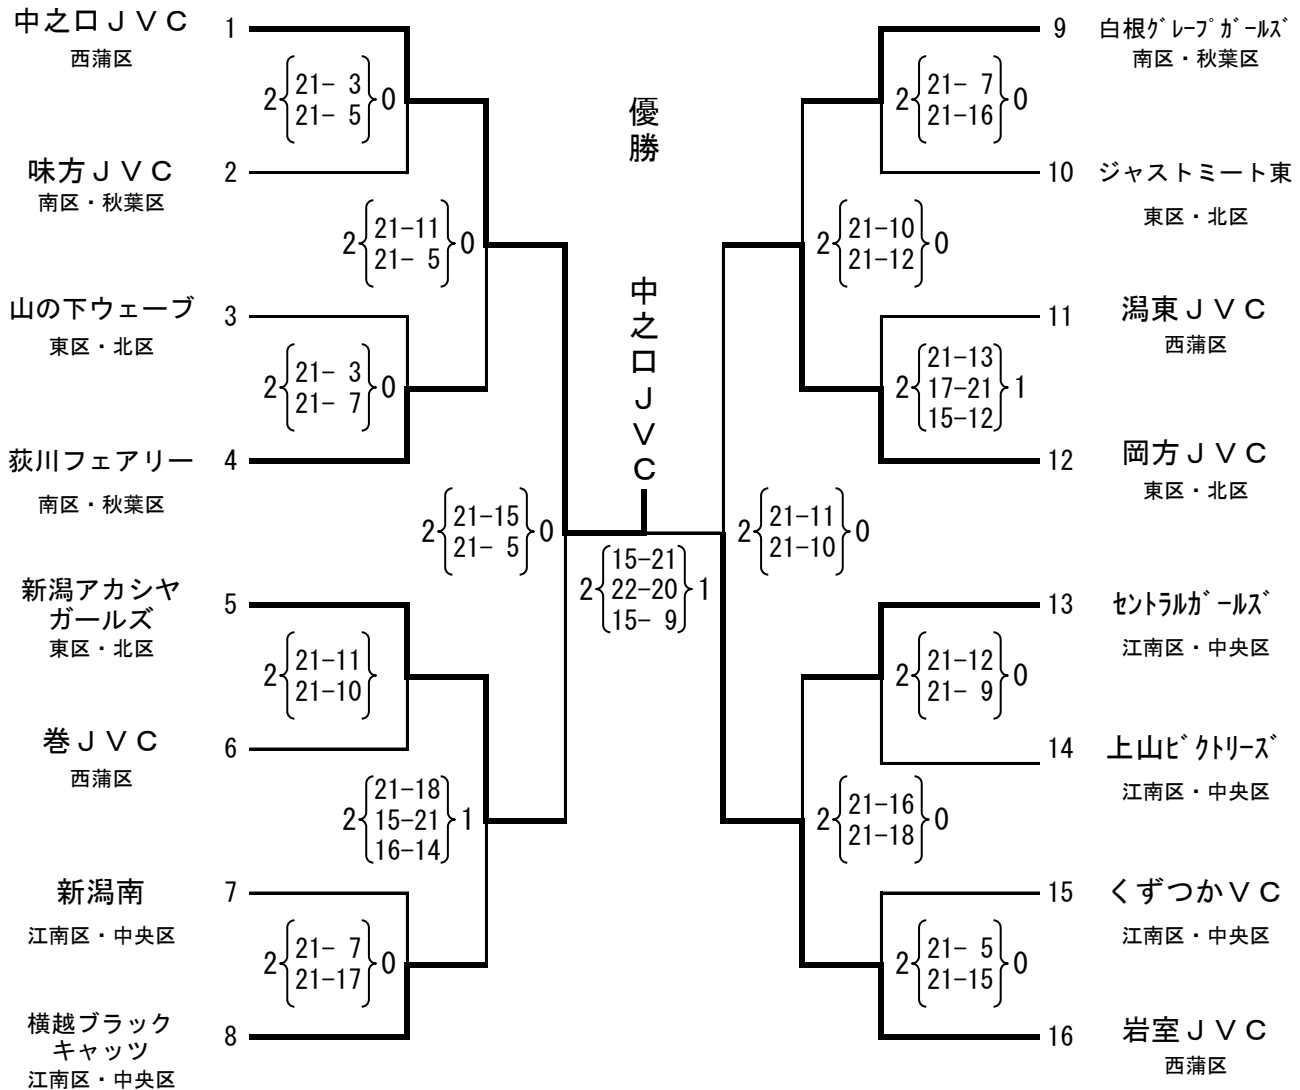 中之口ＪＶＣ 1
西蒲区
2 21- 3 0
21- 5
味方ＪＶＣ 2
南区・秋葉区
2 21-11 0
21- 5
山の下ウェーブ 3
東区・北区
2 21- 3 0
21- 7
荻川フェアリー 4
南区・秋葉区
2 21-15 0
21- 5
新潟アカシヤ
ガールズ 5
東区・北区
2 21-11
21-10
巻ＪＶＣ 6
西蒲区
2 21-18 1
15-21
16-14
新潟南 7
江南区・中央区
2 21- 7 0
21-17
横越ブラック
キャッツ 8
江南区・中央区
優勝
中之口ＪＶＣ
2 15-21 1
22-20
15- 9
9 白根ｸﾞﾚｰﾌﾟｶﾞｰﾙｽﾞ
南区・秋葉区
2 21- 7 0
21-16
10 ジャストミート東
東区・北区
2 21-10 0
21-12
11 潟東ＪＶＣ
西蒲区
2 21-13 1
17-21
15-12
12 岡方ＪＶＣ
東区・北区
2 21-11 0
21-10
13 ｾﾝﾄﾗﾙｶﾞｰﾙｽﾞ
江南区・中央区
2 21-12 0
21- 9
14 上山ﾋﾞｸﾄﾘｰｽﾞ
江南区・中央区
2 21-16 0
21-18
15 くずつかＶＣ
江南区・中央区
2 21- 5 0
21-15
16 岩室ＪＶＣ
西蒲区